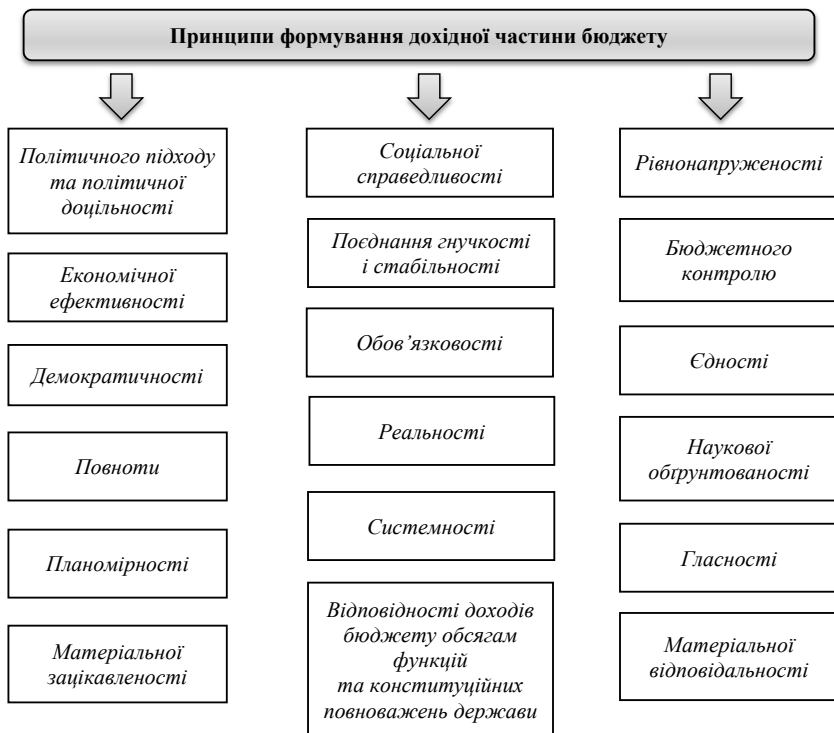 Принципи формування дохідної частини бюджету
Політичного підходу
та політичної
доцільності
Економічної
ефективності
Демократичності
Повноти
Планомірності
Матеріальної
зацікавленості
Соціальної
справедливості
Поєднання гнучкості
і стабільності
Обов’язковості
Реальності
Системності
Відповідності доходів
бюджету обсягам
функцій
та конституційних
повноважень держави
Рівнонапруженості
Бюджетного
контролю
Єдності
Наукової
обґрунтованості
Гласності
Матеріальної
відповідальності